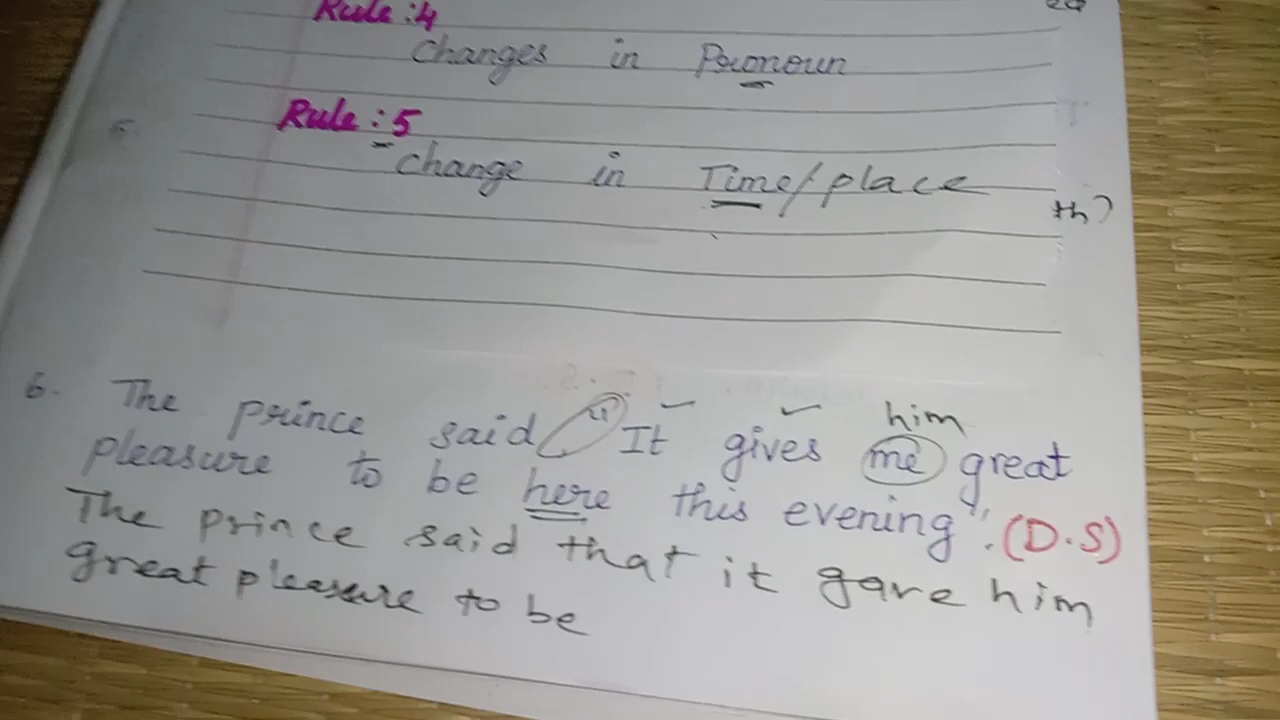 Rule :4
Changes in Pronoun
Rule : 5
change in Time/place
th
6. The prince said "It gives me great
him
pleasure to be here this evening". (D.S)
The prince said that it gave him
great pleasure to be